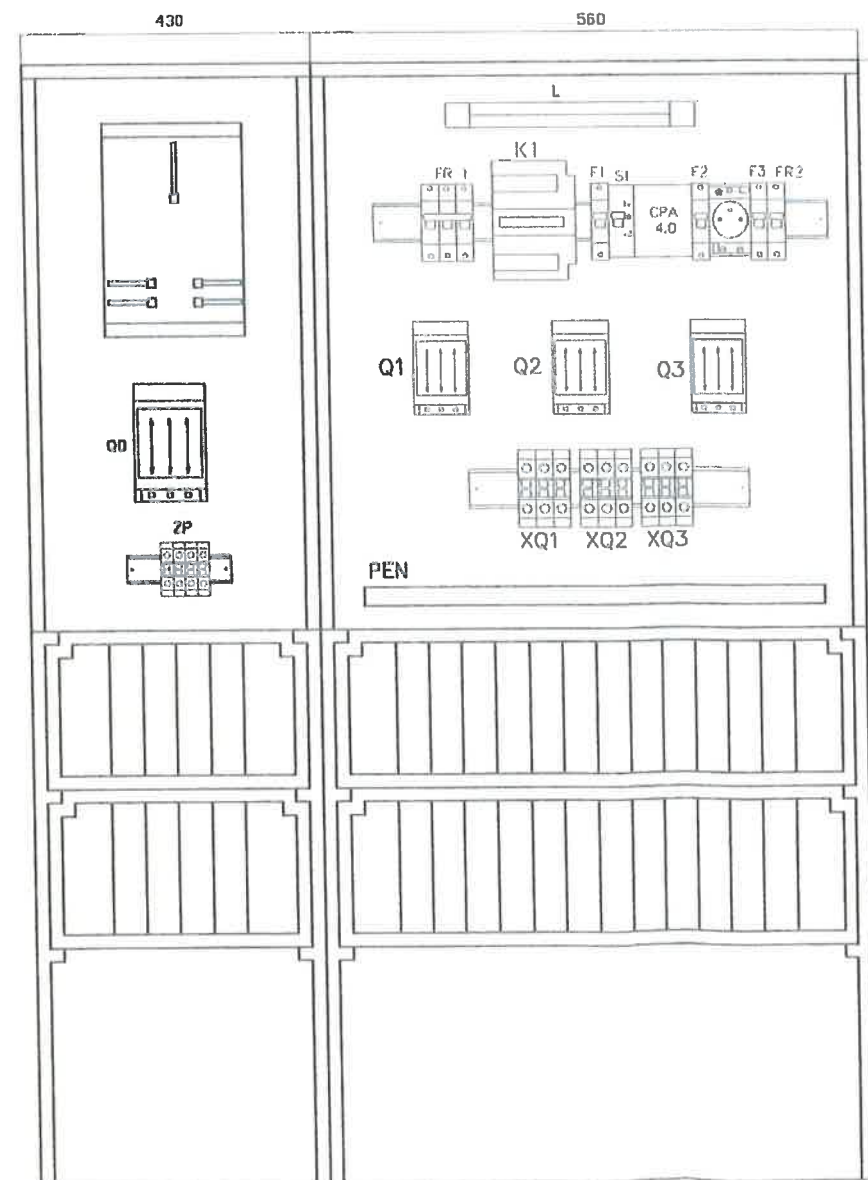 430 560
L
K1
FR 1
F1 S1 F2 F3 FR2
CPA
4.0
Q1 Q2 Q3
Q0
2P
XQ1 XQ2 XQ3
PEN